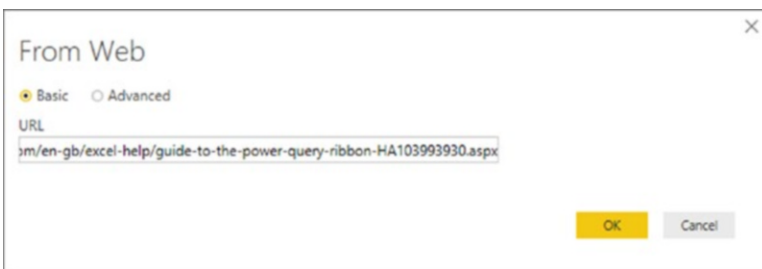 From Web
Basic Advanced
URL
om/en-gb/excel-help/guide-to-the-power-query-ribbon-HA103993930.aspx
OK Cancel